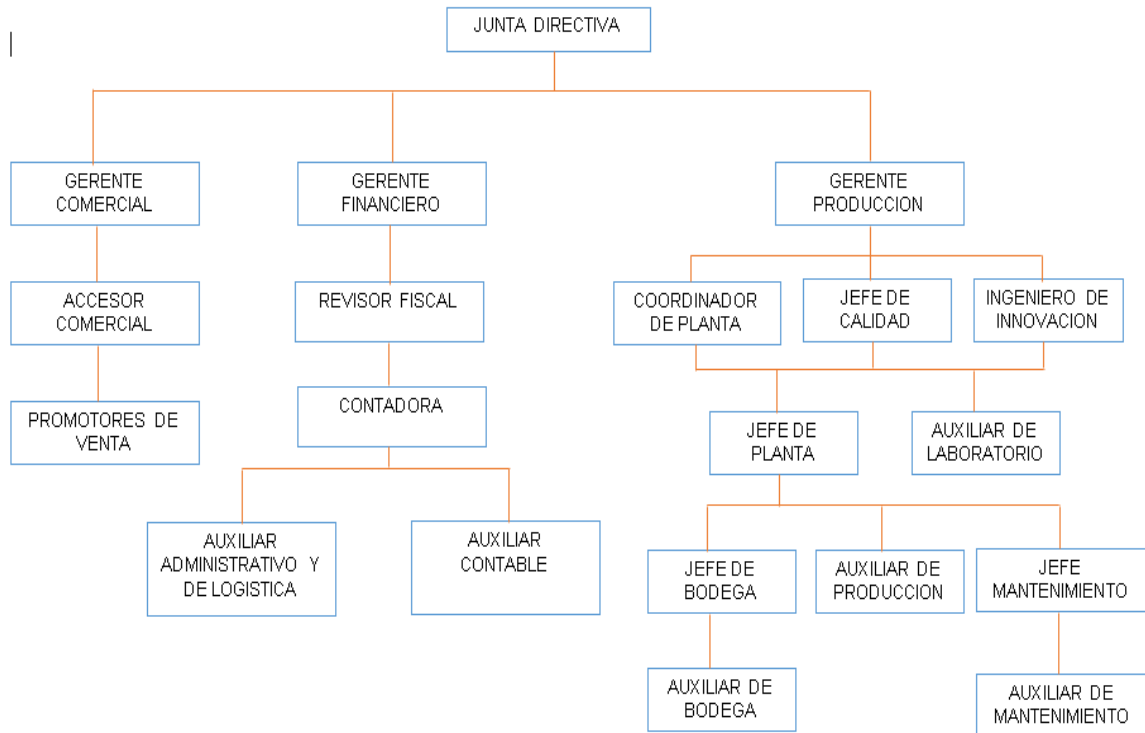 JUNTA DIRECTIVA
GERENTE
COMERCIAL
GERENTE
FINANCIERO
GERENTE
PRODUCCION
ACCESOR
COMERCIAL
REVISOR FISCAL
COORDINADOR
DE PLANTA
JEFE DE
CALIDAD
INGENIERO DE
INNOVACION
PROMOTORES DE
VENTA
CONTADORA
JEFE DE
PLANTA
AUXILIAR DE
LABORATORIO
AUXILIAR
ADMINISTRATIVO Y
DE LOGISTICA
AUXILIAR
CONTABLE
JEFE DE
BODEGA
AUXILIAR DE
PRODUCCION
JEFE
MANTENIMIENTO
AUXILIAR DE
BODEGA
AUXILIAR DE
MANTENIMIENTO